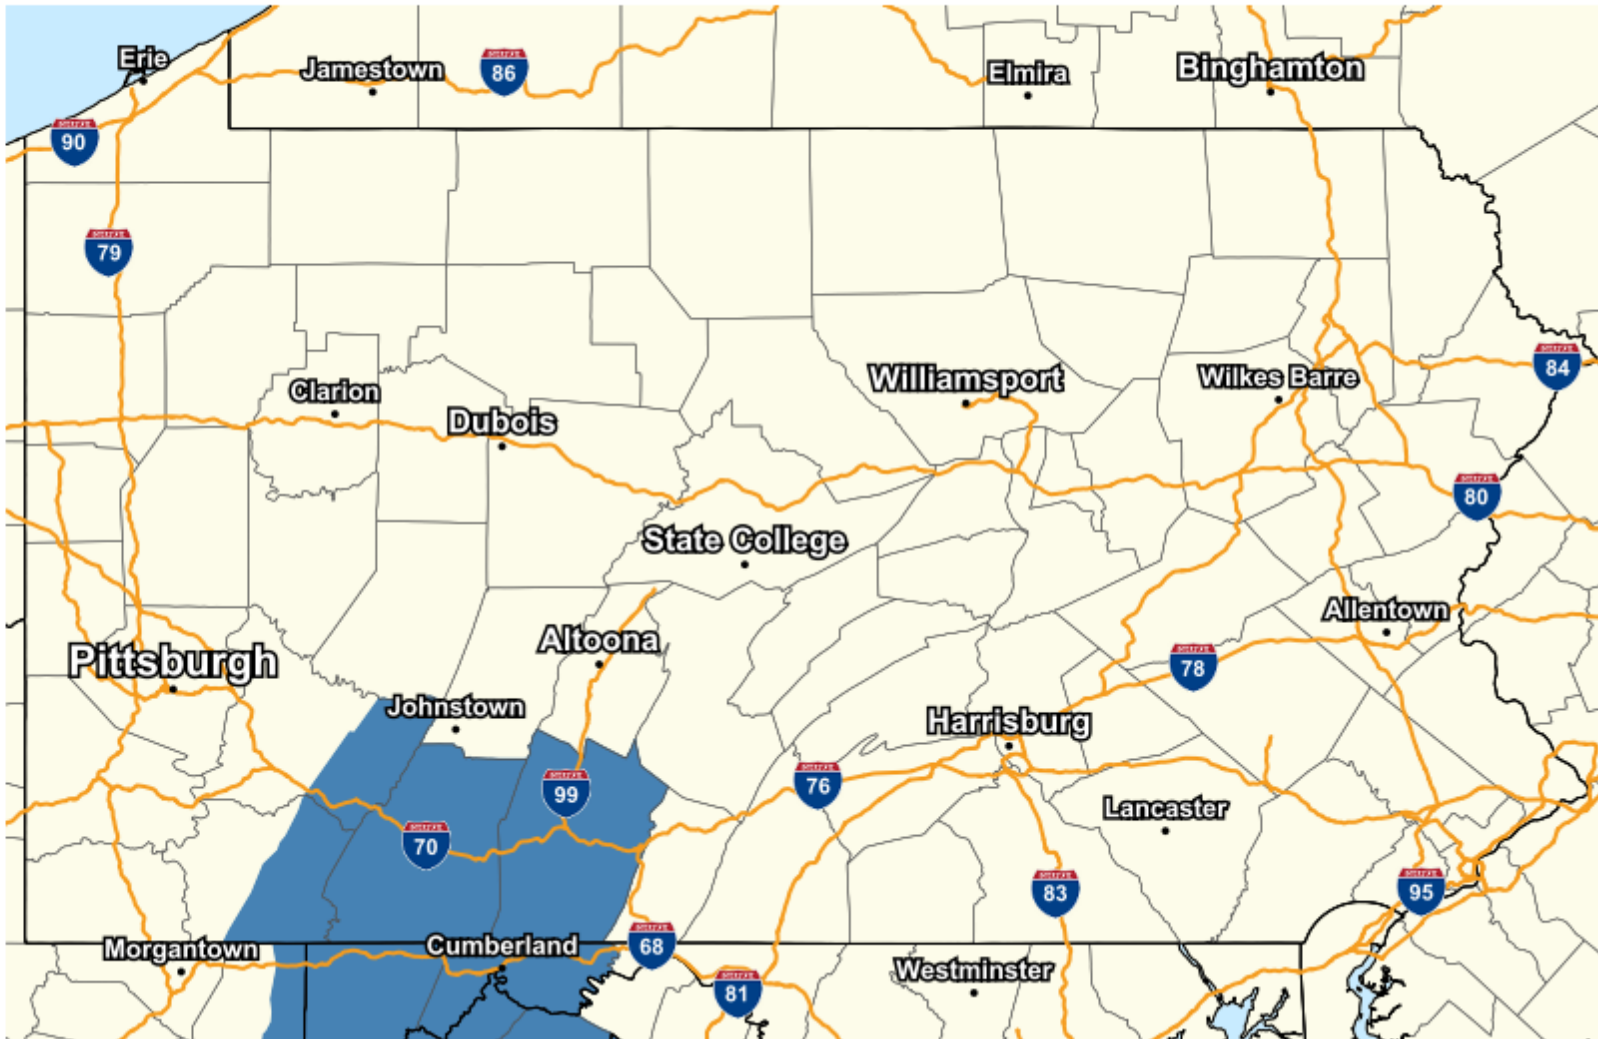 Erie
Jamestown
86
Elmira
Binghamton
90
79
84
Clarion
Williamsport
Wilkes Barre
Dubois
80
State College
Allentown
Altoona
Pittsburgh
78
Johnstown
Harrisburg
99
76
Lancaster
70
83
95
Morgantown
Cumberland
68
Westminster
81